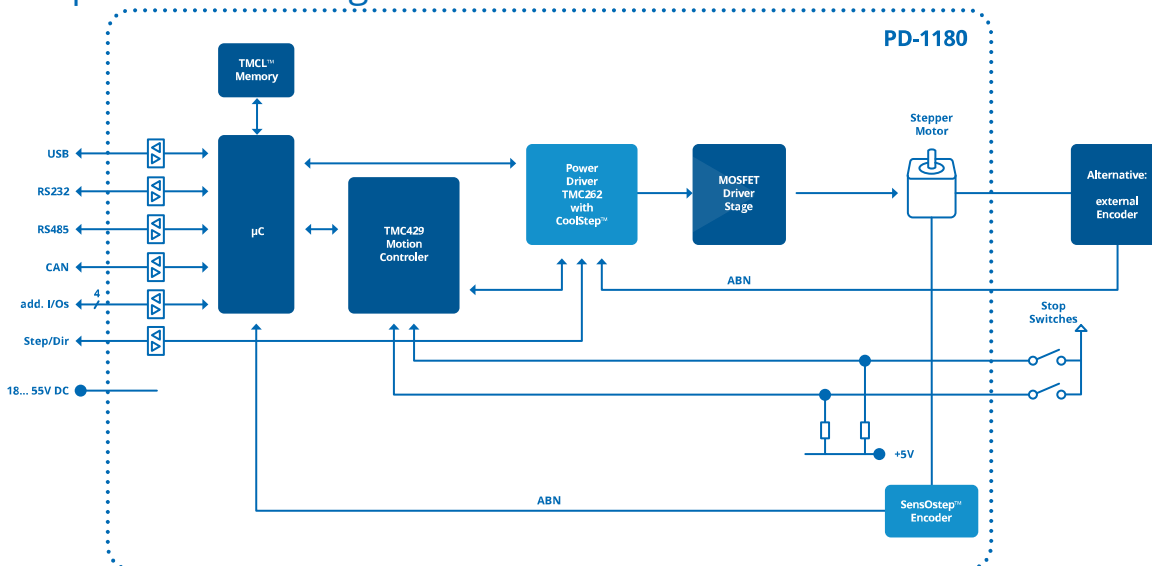 PD-1180
TMCL™
Memory
USB
RS232
RS485
CAN
4
add. I/Os
Step/Dir
18... 55V DC
µC
TMC429
Motion
Controler
Power
Driver
TMC262
with
CoolStep™
MOSFET
Driver
Stage
Stepper
Motor
Alternative:
external
Encoder
ABN
Stop
Switches
+5V
ABN
SensOstep™
Encoder